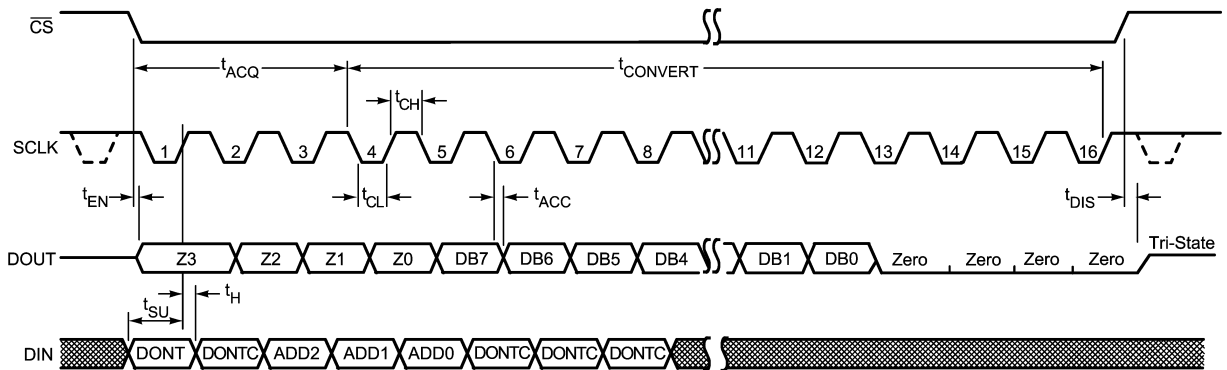 CS
tACQ
tCONVERT
tCH
SCLK
1 2 3 4 5 6 7 8 11 12 13 14 15 16
tEN
tCL
tACC
tDIS
Tri-State
DOUT
Z3 Z2 Z1 Z0 DB7 DB6 DB5 DB4 DB1 DB0 Zero Zero Zero Zero
tSU
tH
DIN
DONT DONTC ADD2 ADD1 ADD0 DONTC DONTC DONTC